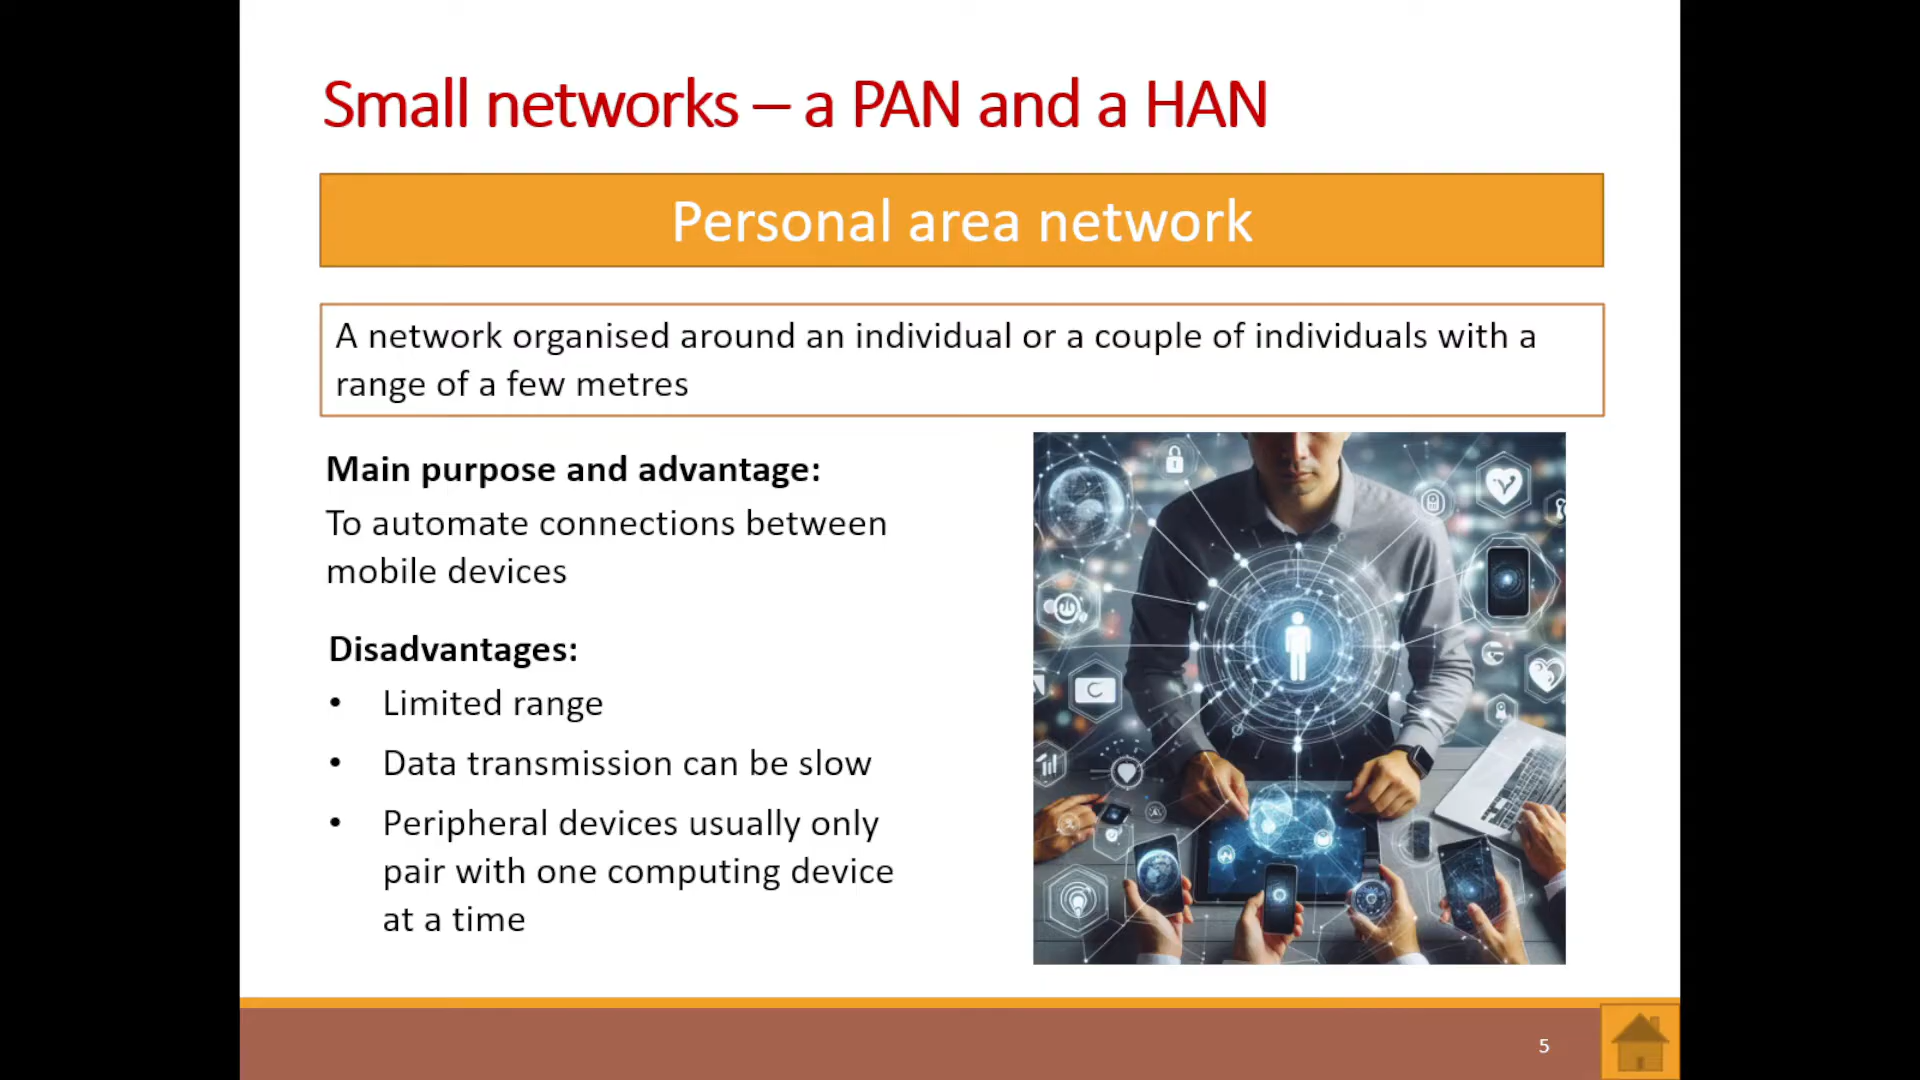 Small networks – a PAN and a HAN
Personal area network
A network organised around an individual or a couple of individuals with a
range of a few metres
Main purpose and advantage:
To automate connections between
mobile devices
Disadvantages:
• Limited range
• Data transmission can be slow
• Peripheral devices usually only
pair with one computing device
at a time
5